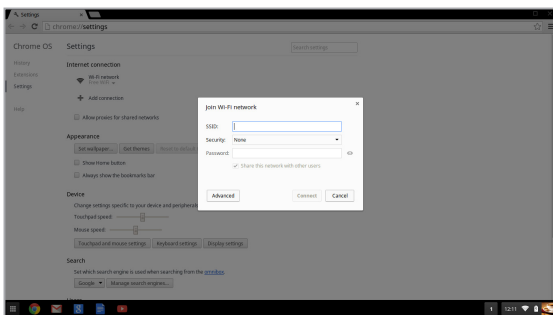 Settings
chrome://settings
Chrome OS
Settings
Search settings
History
Extensions
Settings
Help
Internet connection
Wi-Fi network
Add connection
Allow proxies for shared networks
Appearance
Set wallpaper... Get themes Reset to default
Show Home button
Always show the bookmarks bar
Device
Change settings specific to your device and peripherals
Touchpad speed:
Mouse speed:
Touchpad and mouse settings Keyboard settings Display settings
Search
Set which search engine is used when searching from the omnibox.
Google Manage search engines...
Join Wi-Fi network
SSID:
Security: None
Password:
Share this network with other users
Advanced Connect Cancel
1 12:11